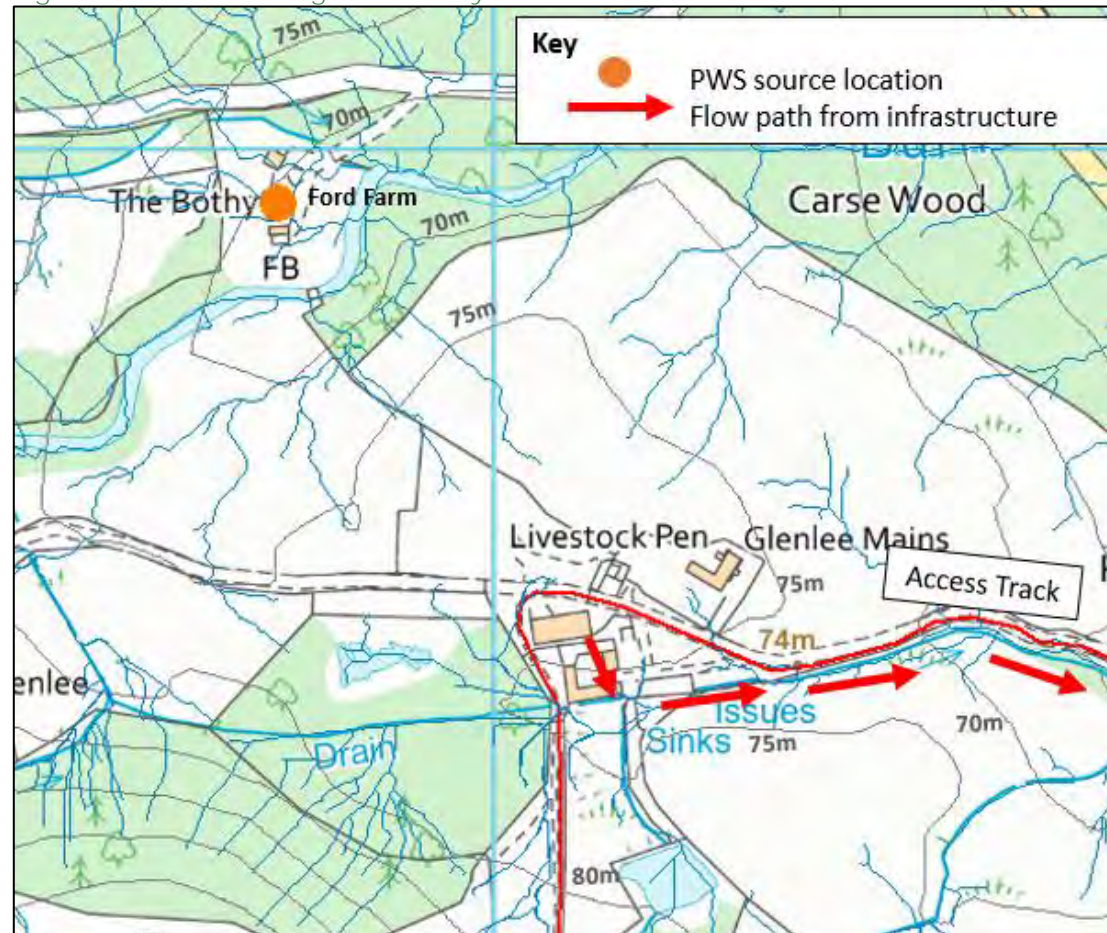 75m
Key
PWS source location
Flow path from infrastructure
70m
The Bothy
Ford Farm
Carse Wood
70m
FB
75m
Livestock Pen
Glenlee Mains
75m
Access Track
74m
enlee
Issues
70m
Drain
Sinks
75m
80m